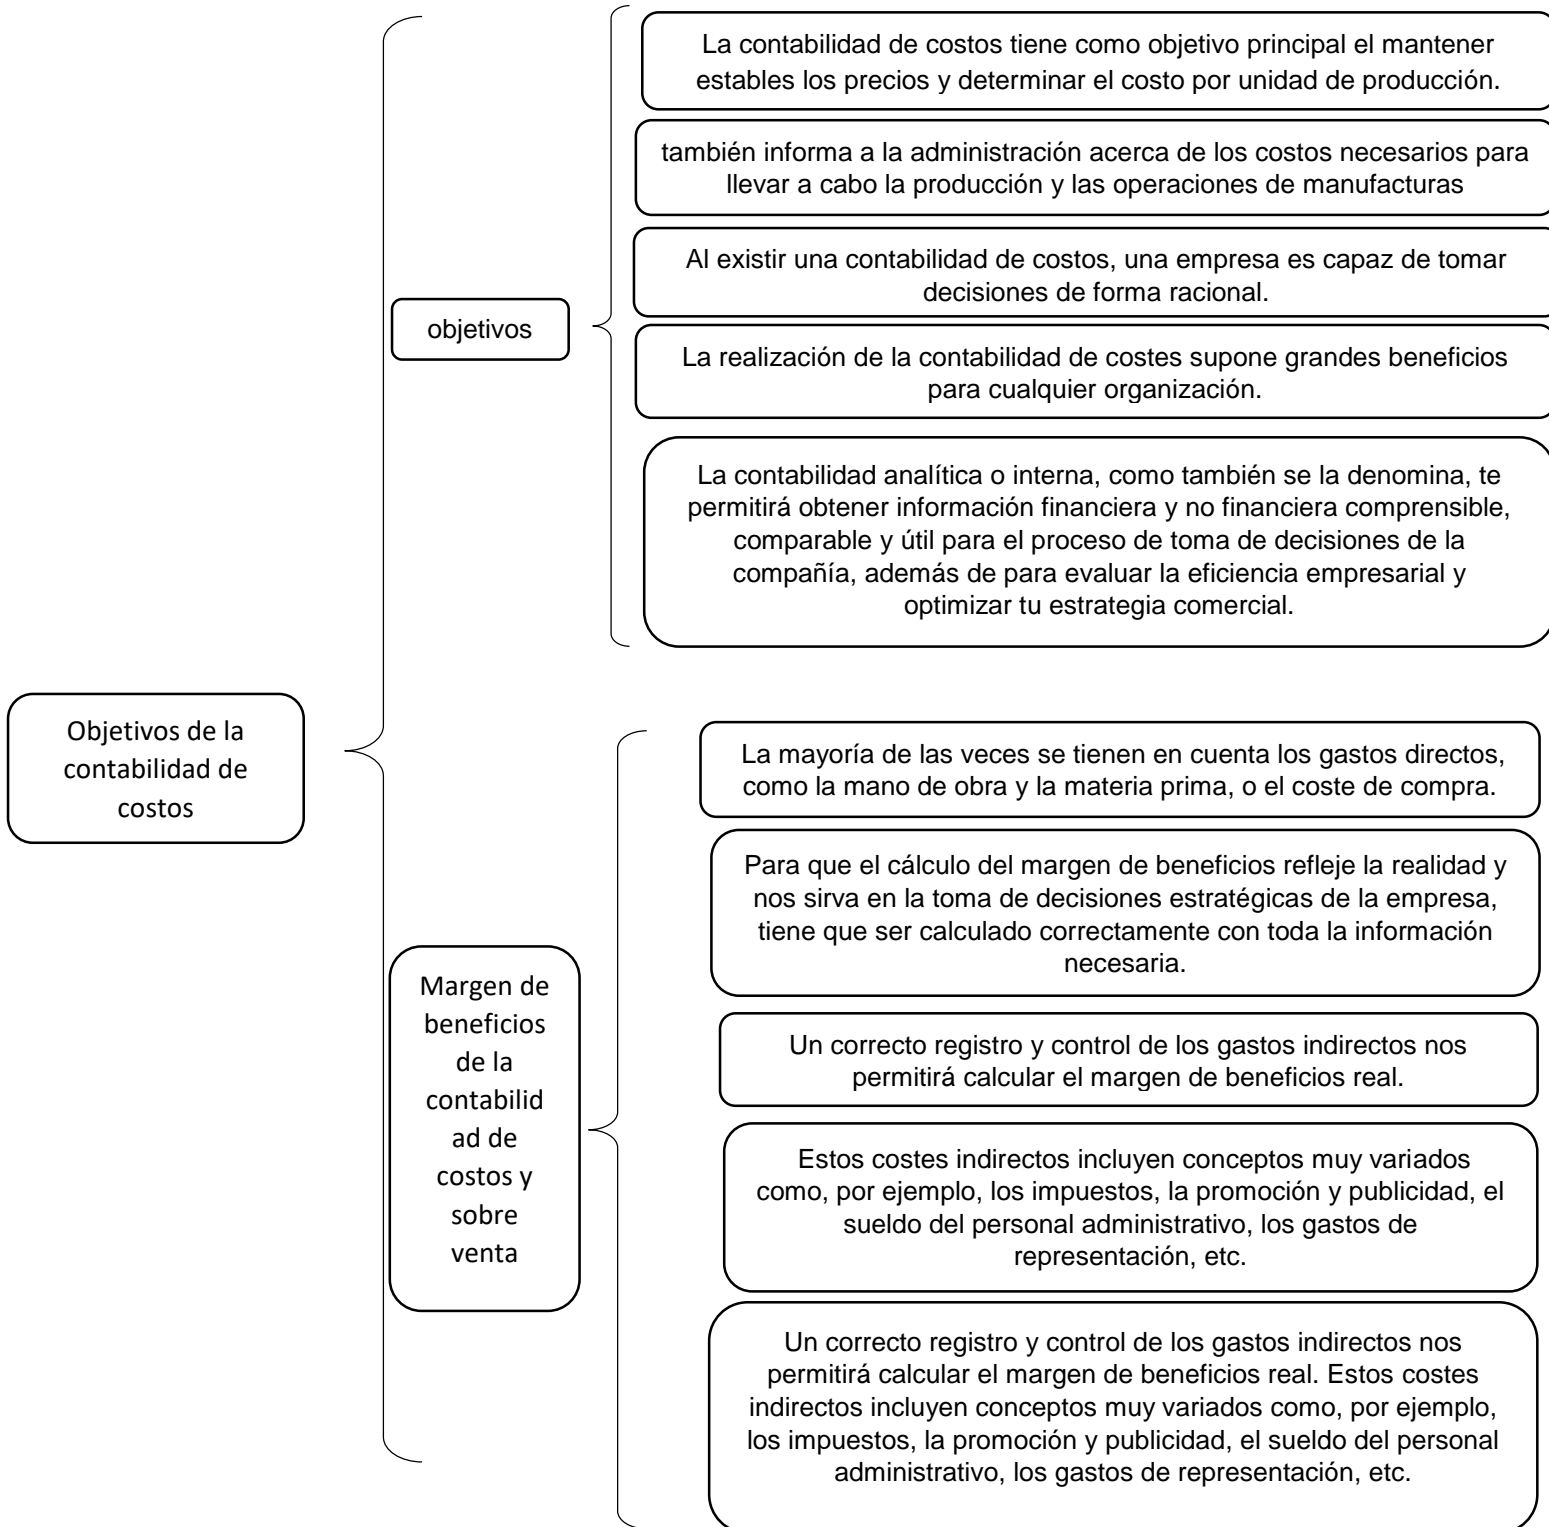 Objetivos de la
contabilidad de
costos
objetivos
La contabilidad de costos tiene como objetivo principal el mantener
estables los precios y determinar el costo por unidad de producción.
también informa a la administración acerca de los costos necesarios para
llevar a cabo la producción y las operaciones de manufacturas
Al existir una contabilidad de costos, una empresa es capaz de tomar
decisiones de forma racional.
La realización de la contabilidad de costes supone grandes beneficios
para cualquier organización.
La contabilidad analítica o interna, como también se la denomina, te
permitirá obtener información financiera y no financiera comprensible,
comparable y útil para el proceso de toma de decisiones de la
compañía, además de para evaluar la eficiencia empresarial y
optimizar tu estrategia comercial.
Margen de
beneficios
de la
contabilid
ad de
costos y
sobre
venta
La mayoría de las veces se tienen en cuenta los gastos directos,
como la mano de obra y la materia prima, o el coste de compra.
Para que el cálculo del margen de beneficios refleje la realidad y
nos sirva en la toma de decisiones estratégicas de la empresa,
tiene que ser calculado correctamente con toda la información
necesaria.
Un correcto registro y control de los gastos indirectos nos
permitirá calcular el margen de beneficios real.
Estos costes indirectos incluyen conceptos muy variados
como, por ejemplo, los impuestos, la promoción y publicidad, el
sueldo del personal administrativo, los gastos de
representación, etc.
Un correcto registro y control de los gastos indirectos nos
permitirá calcular el margen de beneficios real. Estos costes
indirectos incluyen conceptos muy variados como, por ejemplo,
los impuestos, la promoción y publicidad, el sueldo del personal
administrativo, los gastos de representación, etc.